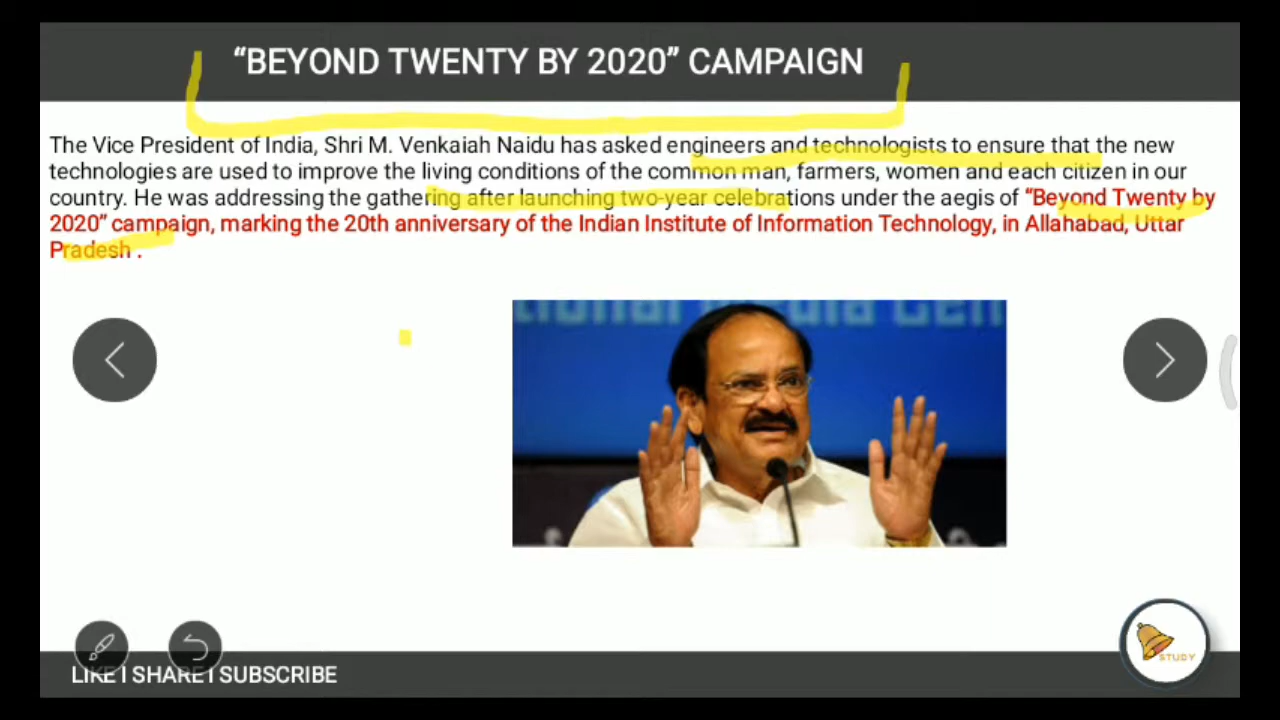 “BEYOND TWENTY BY 2020” CAMPAIGN
The Vice President of India, Shri M. Venkaiah Naidu has asked engineers and technologists to ensure that the new
technologies are used to improve the living conditions of the common man, farmers, women and each citizen in our
country. He was addressing the gathering after launching two-year celebrations under the aegis of “Beyond Twenty by
2020” campaign, marking the 20th anniversary of the Indian Institute of Information Technology, in Allahabad, Uttar
Pradesh .
STUDY
LIKE I SHARE I SUBSCRIBE